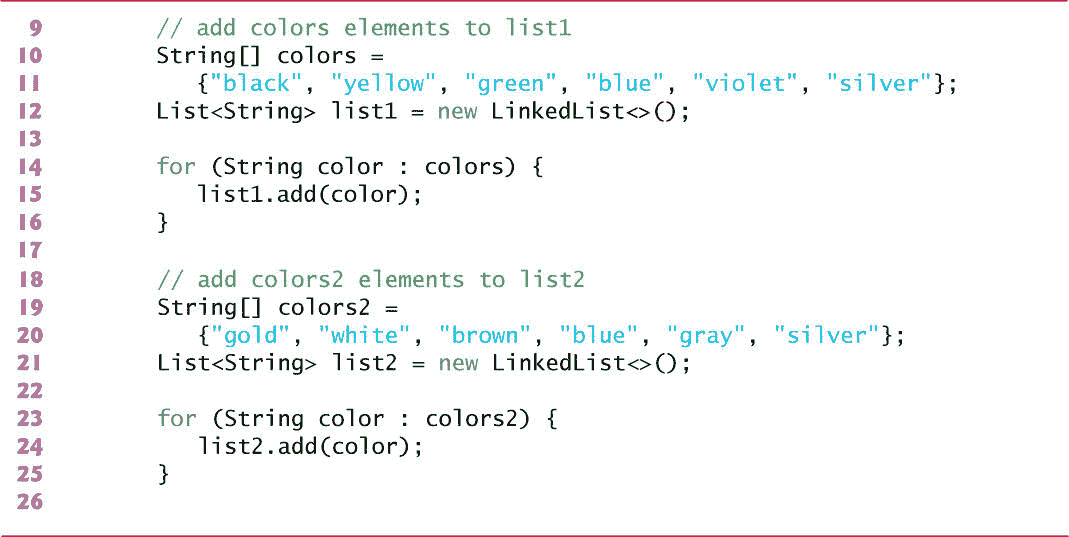 9 // add colors elements to list1
10 String[] colors =
11 {"black", "yellow", "green", "blue", "violet", "silver"};
12 List<String> list1 = new LinkedList<>();
13
14 for (String color : colors) {
15 list1.add(color);
16 }
17
18 // add colors2 elements to list2
19 String[] colors2 =
20 {"gold", "white", "brown", "blue", "gray", "silver"};
21 List<String> list2 = new LinkedList<>();
22
23 for (String color : colors2) {
24 list2.add(color);
25 }
26